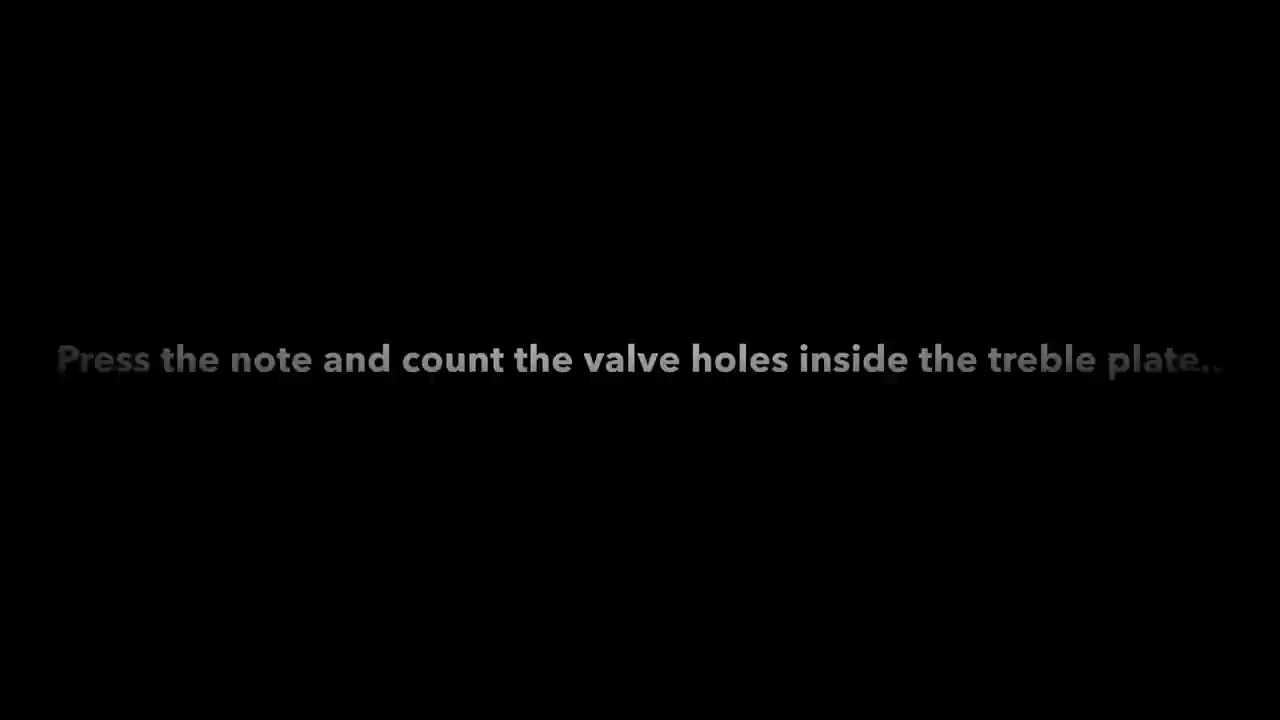 Press the note and count the valve holes inside the treble plate..